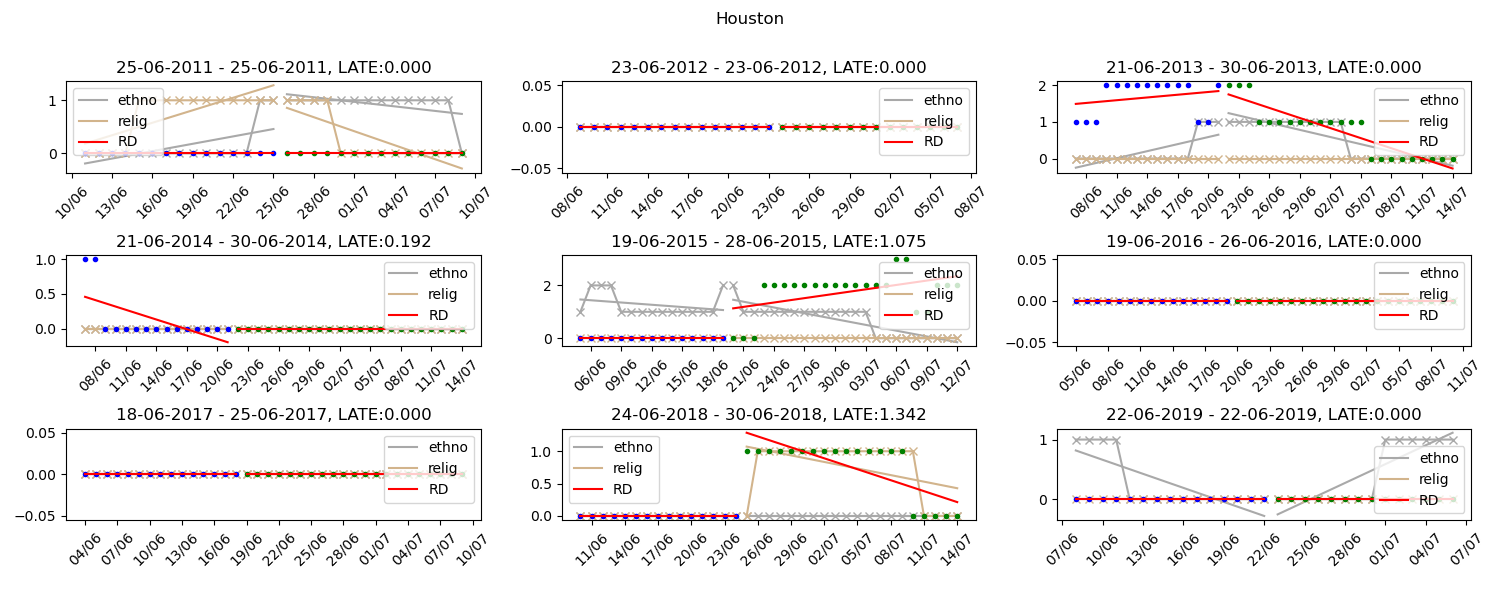 Houston
25-06-2011 - 25-06-2011, LATE:0.000
1
0
ethno
relig
RD
10/06 13/06 16/06 19/06 22/06 25/06 28/06 01/07 04/07 07/07 10/07
23-06-2012 - 23-06-2012, LATE:0.000
0.05
0.00
−0.05
ethno
relig
RD
08/06 11/06 14/06 17/06 20/06 23/06 26/06 29/06 02/07 05/07 08/07
21-06-2013 - 30-06-2013, LATE:0.000
2
1
0
ethno
relig
RD
08/06 11/06 14/06 17/06 20/06 23/06 26/06 29/06 02/07 05/07 08/07 11/07 14/07
21-06-2014 - 30-06-2014, LATE:0.192
1.0
0.5
0.0
ethno
relig
RD
08/06 11/06 14/06 17/06 20/06 23/06 26/06 29/06 02/07 05/07 08/07 11/07 14/07
19-06-2015 - 28-06-2015, LATE:1.075
2
0
ethno
relig
RD
06/06 09/06 12/06 15/06 18/06 21/06 24/06 27/06 30/06 03/07 06/07 09/07 12/07
19-06-2016 - 26-06-2016, LATE:0.000
0.05
0.00
−0.05
ethno
relig
RD
05/06 08/06 11/06 14/06 17/06 20/06 23/06 26/06 29/06 02/07 05/07 08/07 11/07
18-06-2017 - 25-06-2017, LATE:0.000
0.05
0.00
−0.05
ethno
relig
RD
04/06 07/06 10/06 13/06 16/06 19/06 22/06 25/06 28/06 01/07 04/07 07/07 10/07
24-06-2018 - 30-06-2018, LATE:1.342
1.0
0.5
0.0
ethno
relig
RD
11/06 14/06 17/06 20/06 23/06 26/06 29/06 02/07 05/07 08/07 11/07 14/07
22-06-2019 - 22-06-2019, LATE:0.000
1
0
ethno
relig
RD
07/06 10/06 13/06 16/06 19/06 22/06 25/06 28/06 01/07 04/07 07/07